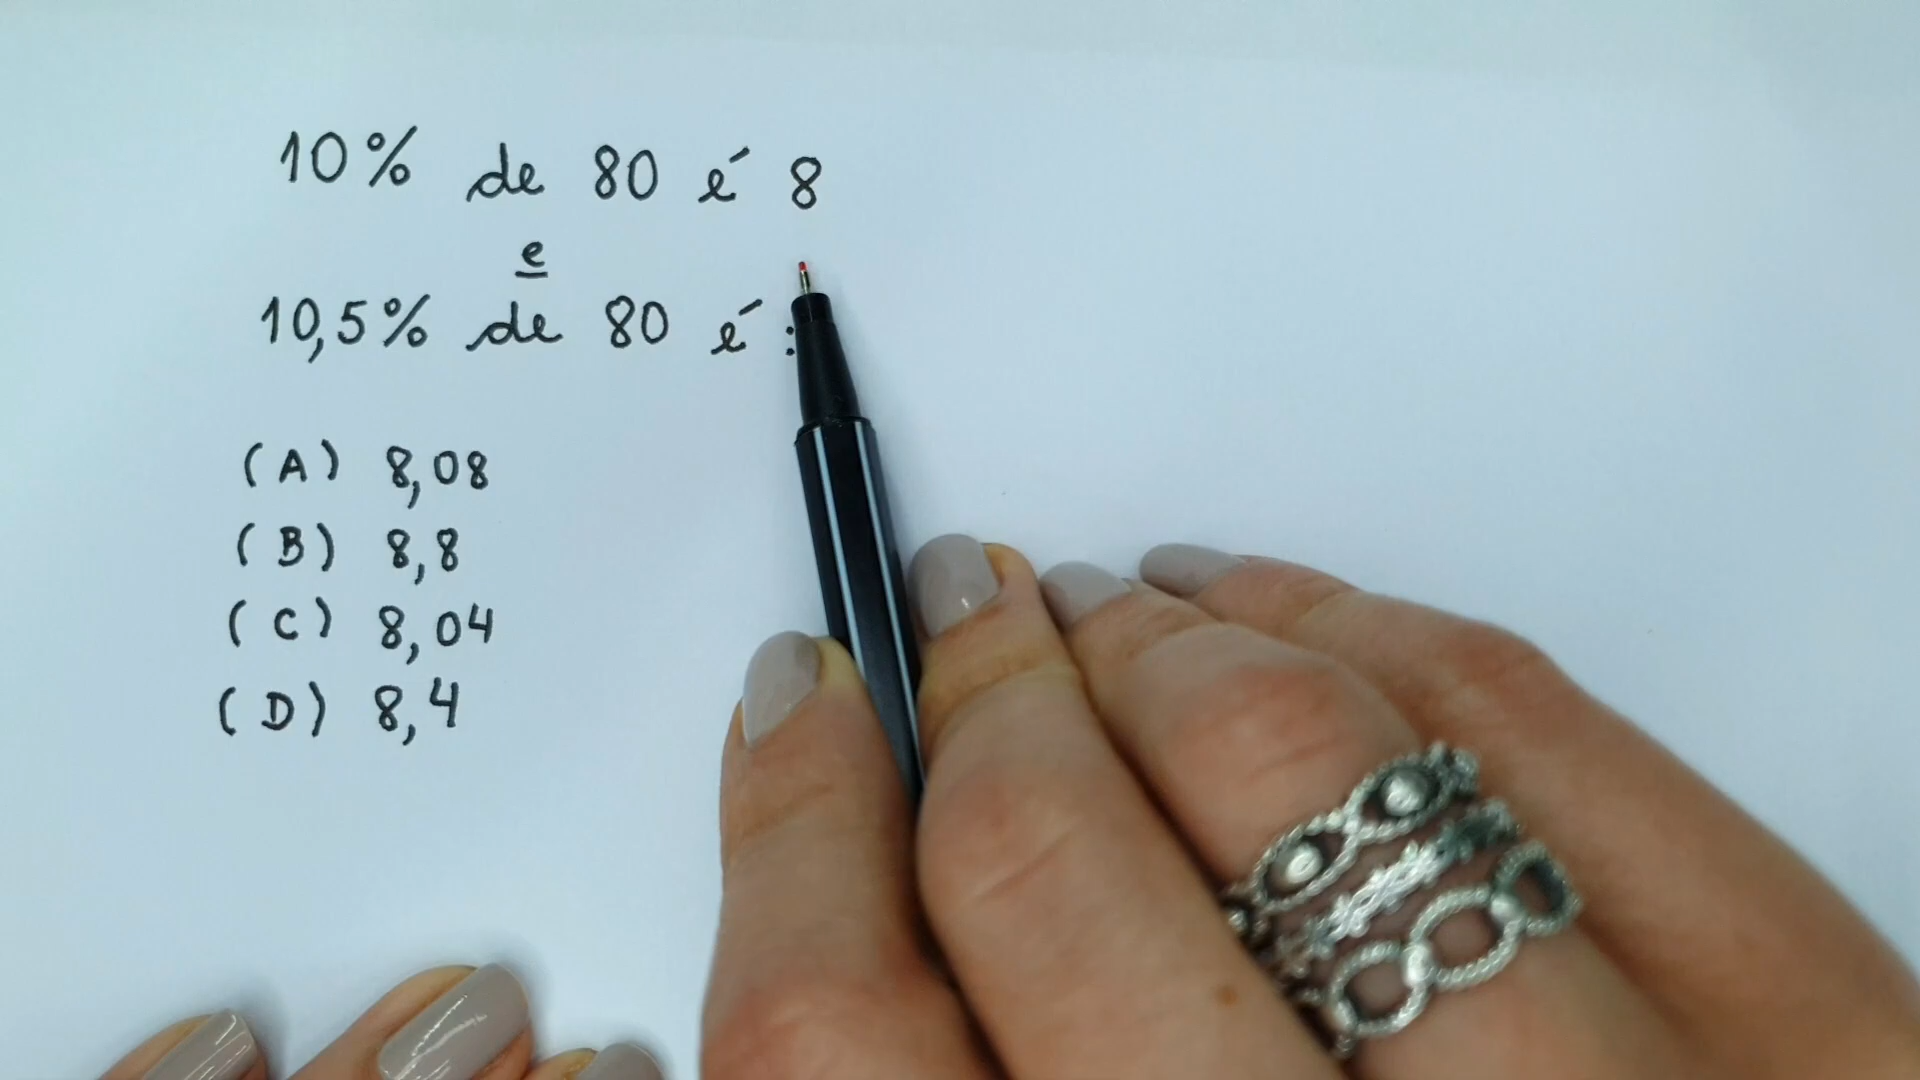 10% de 80 é 8
e
10,5% de 80 é:
(A) 8,08
(B) 8,8
(C) 8,04
(D) 8,4